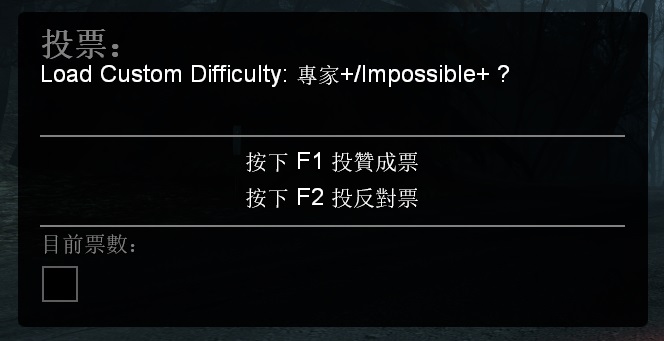 投票：
Load Custom Difficulty: 專家+/Impossible+ ?
按下 F1 投贊成票
按下 F2 投反對票
目前票數：